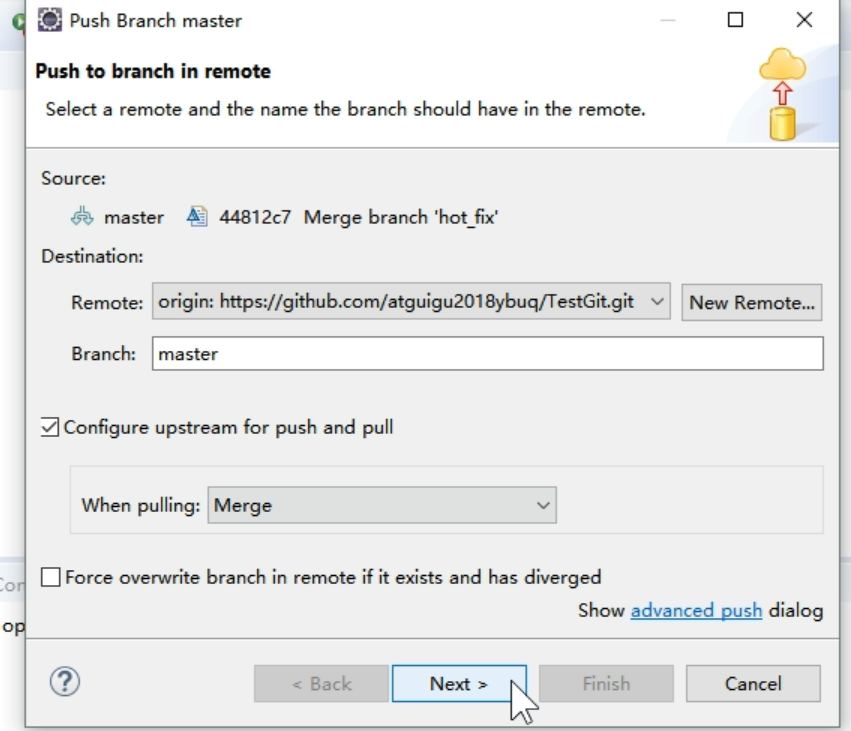 Push Branch master
Push to branch in remote
Select a remote and the name the branch should have in the remote.
Source:
master 44812c7 Merge branch 'hot_fix'
Destination:
Remote: origin: https://github.com/atguigu2018ybuq/TestGit.git New Remote...
Branch: master
Configure upstream for push and pull
When pulling: Merge
Force overwrite branch in remote if it exists and has diverged
Show advanced push dialog
op
? < Back Next > Finish Cancel